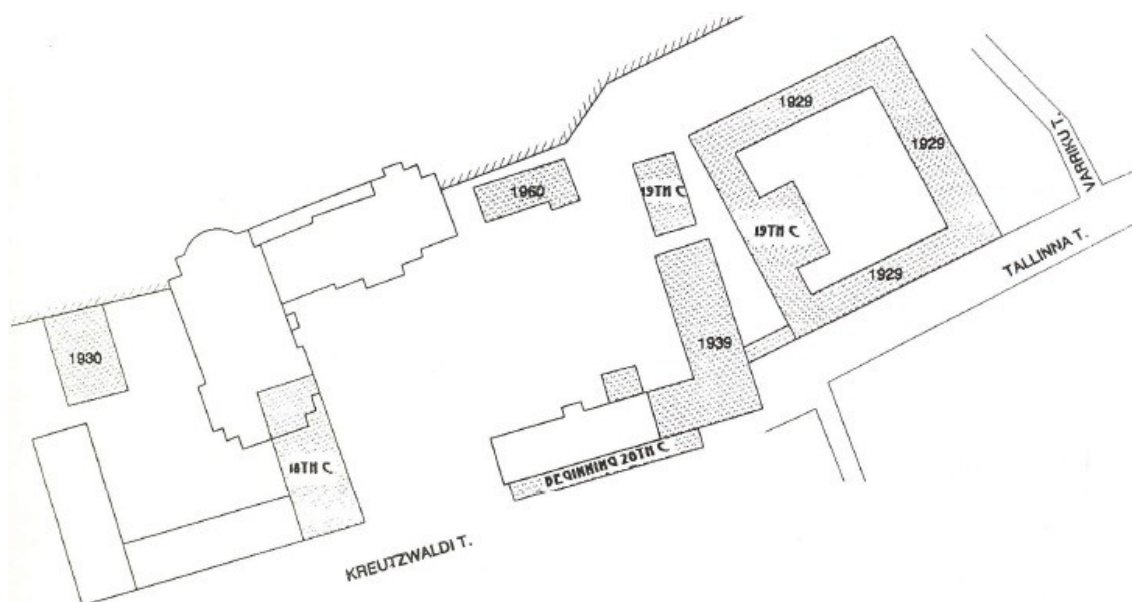 1929
1929
VARRIKU T.
1960
19TH C
19TH C
TALLINNA T.
1929
1939
1930
BEGINNING 20TH C
18TH C
KREUTZWALDI T.